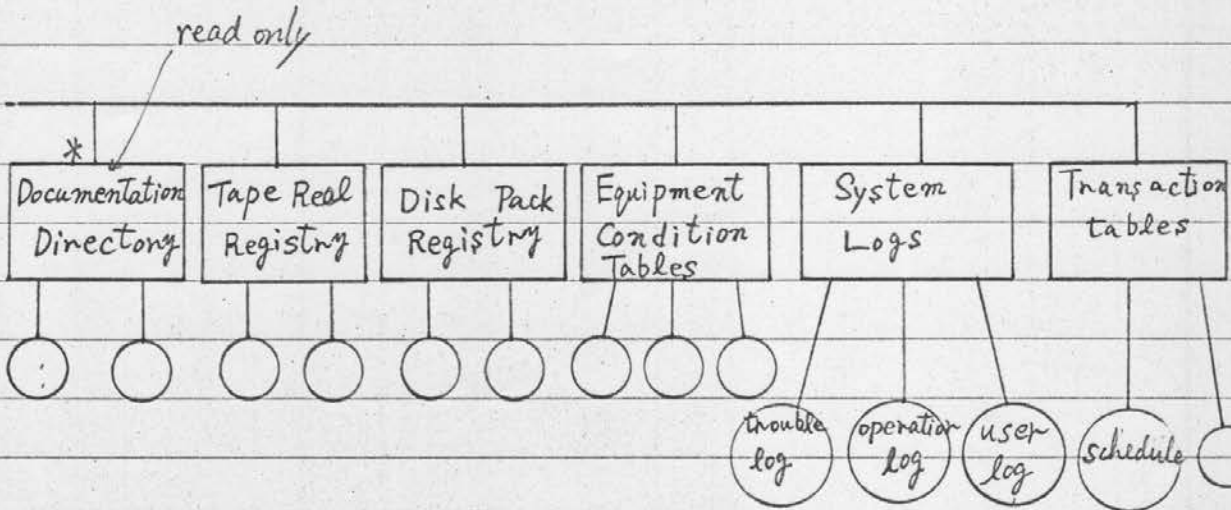 read only
*
Documentation
Directory
Tape Real
Registry
Disk Pack
Registry
Equipment
Condition
Tables
System
Logs
Transaction
tables
trouble
log
operation
log
user
log
schedule